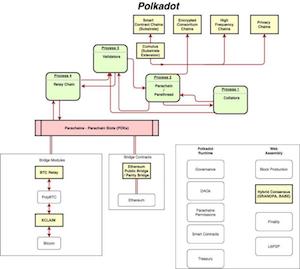 Polkadot
Smart
Contract Chains
(Substrate)
Encrypted
Consortium
Chains
High
Frequency
Chains
Privacy
Chains
Cumulus
(Substrate
Extension)
Process 3
Validators
Process 4
Relay Chain
Process 2
Parachain
Parathread
Process 1
Collators
Parachains - Parachain Slots (PDEs)
Bridge Modules
BTC Relay
PolyBTC
XCLAIM
Bitcoin
Bridge Contracts
Ethereum
Public Bridge
/ Parity Bridge
Ethereum
Polkadot
Runtime
Governance
DAOs
Parachains
Permissions
Smart Contracts
Treasury
Web
Assembly
Block Production
Hybrid Consensus
(GRANDPA, BABE)
Finality
LibP2P